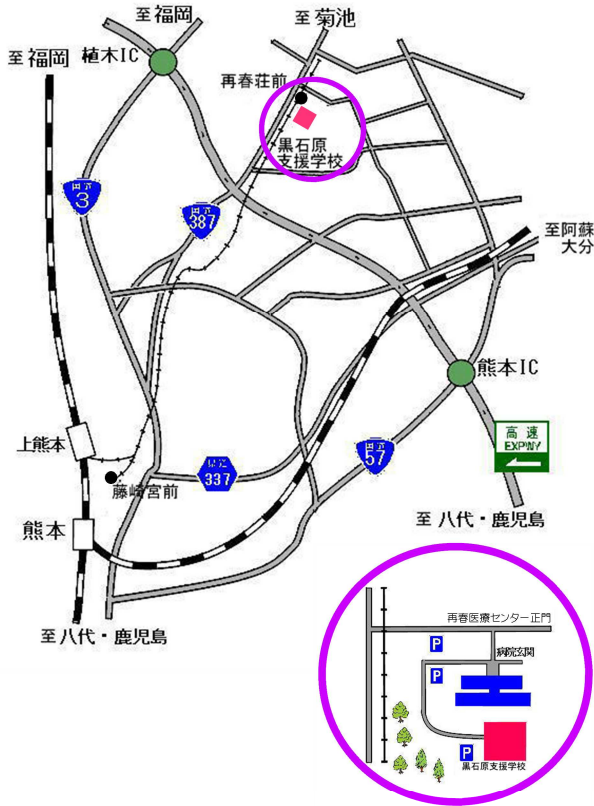 至 福岡
至 菊池
至 福岡
植木IC
再春荘前
黒石原
支援学校
国道
3
国道
387
至阿蘇
大分
熊本IC
高速
EXPWY
上熊本
国道
57
県道
337
藤崎宮前
熊本
至 八代・鹿児島
至 八代・鹿児島
再春医療センター正門
P
病院玄関
P
P
黒石原支援学校